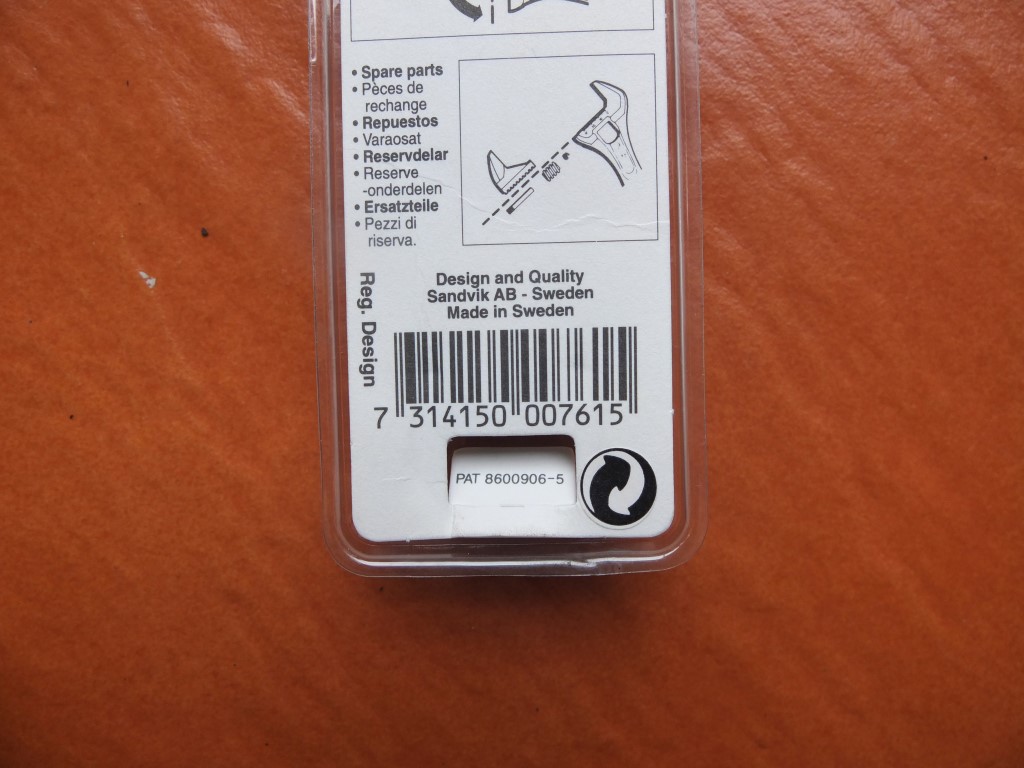 • Spare parts
• Pèces de
rechange
• Repuestos
• Varaosat
• Reservdelar
• Reserve
-onderdelen
• Ersatzteile
• Pezzi di
riserva.
Reg. Design
Design and Quality
Sandvik AB - Sweden
Made in Sweden
7 314150 007615
PAT 8600906-5